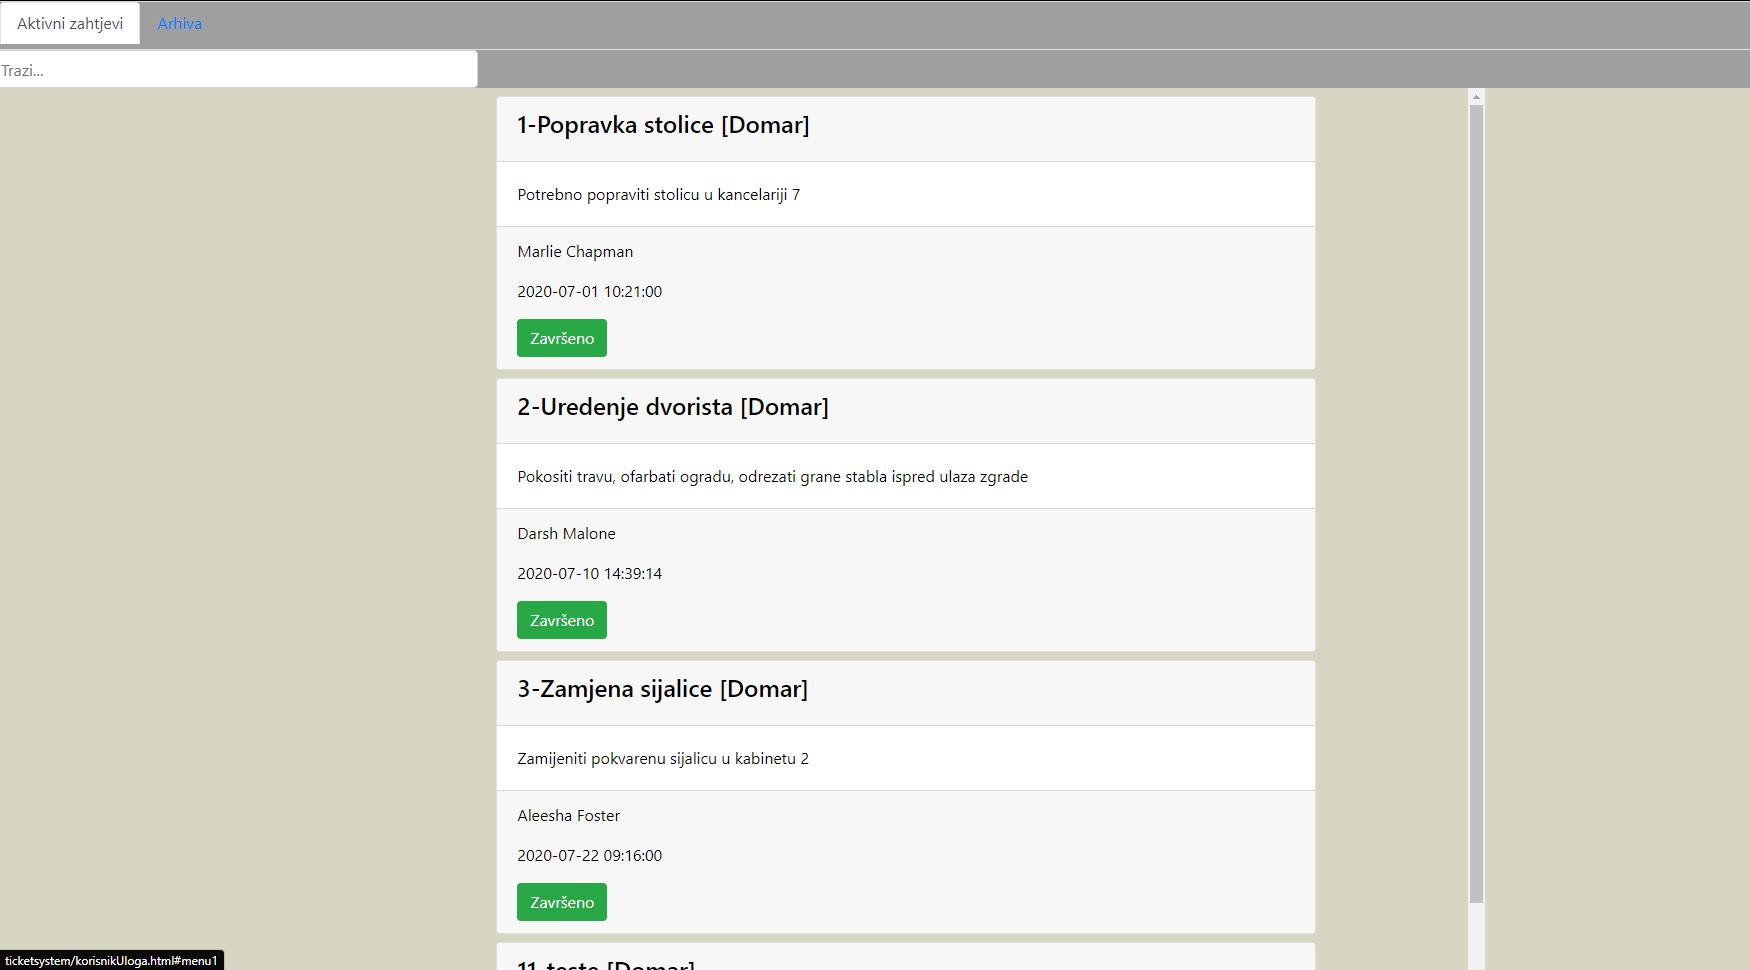 Aktivni zahtjevi Arhiva
Trazi...
1-Popravka stolice [Domar]
Potrebno popraviti stolicu u kancelariji 7
Marlie Chapman
2020-07-01 10:21:00
Završeno
2-Uredenje dvorista [Domar]
Pokositi travu, ofarbati ogradu, odrezati grane stabla ispred ulaza zgrade
Darsh Malone
2020-07-10 14:39:14
Završeno
3-Zamjena sijalice [Domar]
Zamijeniti pokvarenu sijalicu u kabinetu 2
Aleesha Foster
2020-07-22 09:16:00
Završeno
11-teste [Domar]
ticketsystem/korisnikUloga.html#menu1